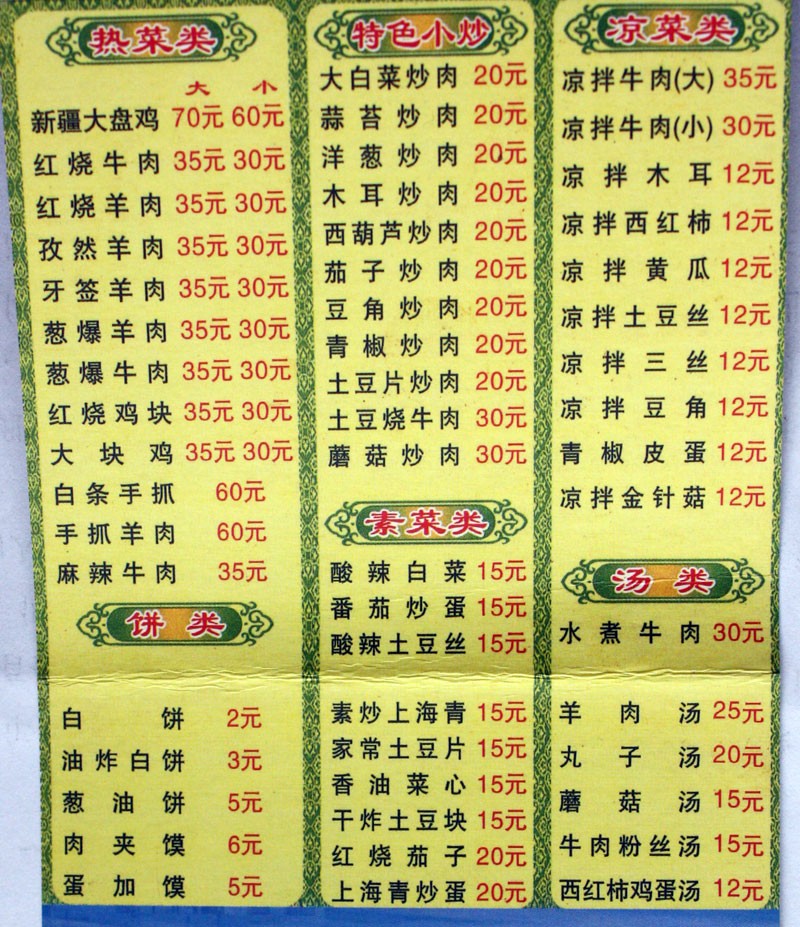 热菜类
大 小
新疆大盘鸡 70元 60元
红烧牛肉 35元 30元
红烧羊肉 35元 30元
孜然羊肉 35元 30元
牙签羊肉 35元 30元
葱爆羊肉 35元 30元
葱爆牛肉 35元 30元
红烧鸡块 35元 30元
大块鸡 35元 30元
白条手抓 60元
手抓羊肉 60元
麻辣牛肉 35元
饼类
白饼 2元
油炸白饼 3元
葱油饼 5元
肉夹馍 6元
蛋加馍 5元
特色小炒
大白菜炒肉 20元
蒜苔炒肉 20元
洋葱炒肉 20元
木耳炒肉 20元
西葫芦炒肉 20元
茄子炒肉 20元
豆角炒肉 20元
青椒炒肉 20元
土豆片炒肉 20元
土豆烧牛肉 30元
蘑菇炒肉 30元
素菜类
酸辣白菜 15元
番茄炒蛋 15元
酸辣土豆丝 15元
素炒上海青 15元
家常土豆片 15元
香油菜心 15元
干炸土豆块 15元
红烧茄子 20元
上海青炒蛋 20元
凉菜类
凉拌牛肉(大) 35元
凉拌牛肉(小) 30元
凉拌木耳 12元
凉拌西红柿 12元
凉拌黄瓜 12元
凉拌土豆丝 12元
凉拌三丝 12元
凉拌豆角 12元
青椒皮蛋 12元
凉拌金针菇 12元
汤类
水煮牛肉 30元
羊肉汤 25元
丸子汤 20元
蘑菇汤 15元
牛肉粉丝汤 15元
西红柿鸡蛋汤 12元